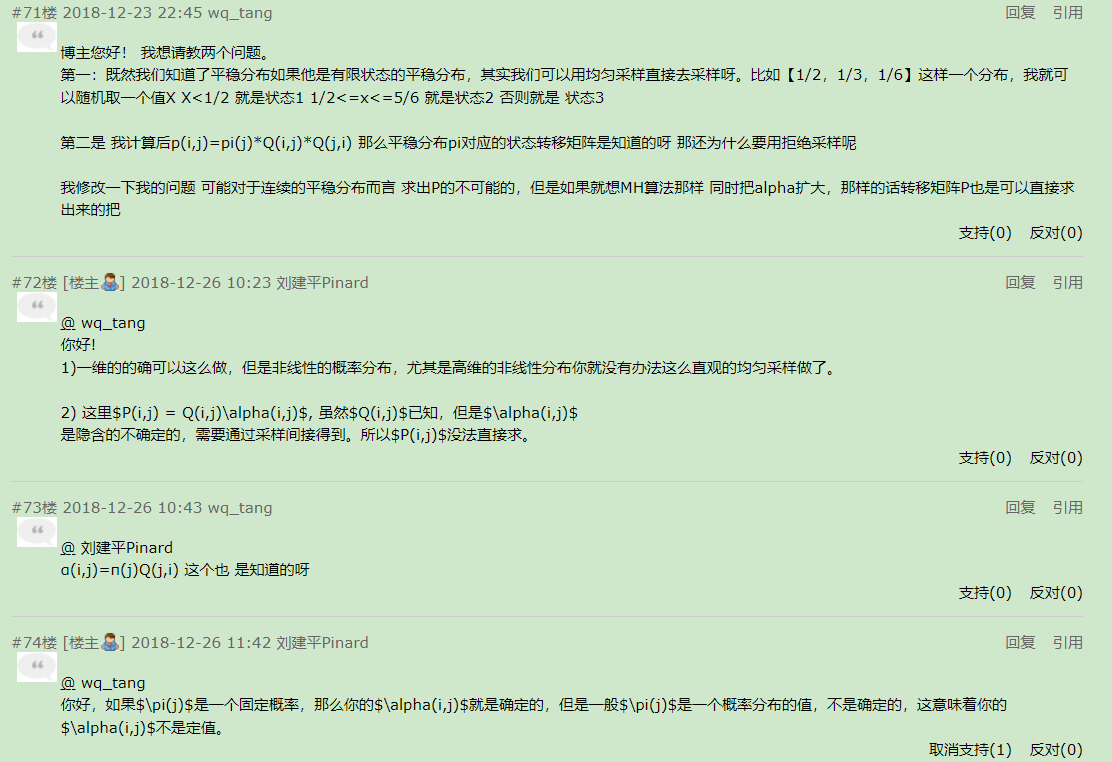 #71楼 2018-12-23 22:45 wq_tang 回复 引用
博主您好！ 我想请教两个问题。
第一：既然我们知道了平稳分布如果他是有限状态的平稳分布，其实我们可以用均匀采样直接去采样呀。比如【1/2，1/3，1/6】这样一个分布，我就可
以随机取一个值X X<1/2 就是状态1 1/2<=x<=5/6 就是状态2 否则就是 状态3
第二是 我计算后p(i,j)=pi(j)*Q(i,j)*Q(j,i) 那么平稳分布pi对应的状态转移矩阵是知道的呀 那还为什么要用拒绝采样呢
我修改一下我的问题 可能对于连续的平稳分布而言 求出P的不可能的，但是如果就想MH算法那样 同时把alpha扩大，那样的话转移矩阵P也是可以直接求
出来的把
支持(0) 反对(0)
#72楼 [楼主] 2018-12-26 10:23 刘建平Pinard 回复 引用
@ wq_tang
你好！
1)一维的的确可以这么做，但是非线性的概率分布，尤其是高维的非线性分布你就没有办法这么直观的均匀采样做了。
2) 这里$P(i,j) = Q(i,j)\alpha(i,j)$, 虽然$Q(i,j)$已知，但是$\alpha(i,j)$
是隐含的不确定的，需要通过采样间接得到。所以$P(i,j)$没法直接求。
支持(0) 反对(0)
#73楼 2018-12-26 10:43 wq_tang 回复 引用
@ 刘建平Pinard
α(i,j)=π(j)Q(j,i) 这个也 是知道的呀
支持(0) 反对(0)
#74楼 [楼主] 2018-12-26 11:42 刘建平Pinard 回复 引用
@ wq_tang
你好，如果$\pi(j)$是一个固定概率，那么你的$\alpha(i,j)$就是确定的，但是一般$\pi(j)$是一个概率分布的值，不是确定的，这意味着你的
$\alpha(i,j)$不是定值。
取消支持(1) 反对(0)